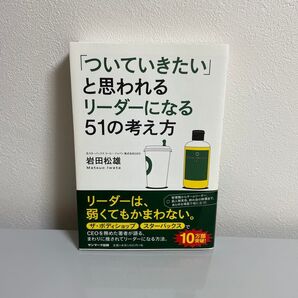 「ついていきたい」
と思われる
リーダーになる
51の考え方
岩田松雄
Matsuo Iwata
リーダーは、
弱くてもかまわない。
ザ・ボディショップ
スターバックスで
CEOを務めた著者が語る、
まわりに推されてリーダーになる方法。
10万部
突破!
サンマーク出版